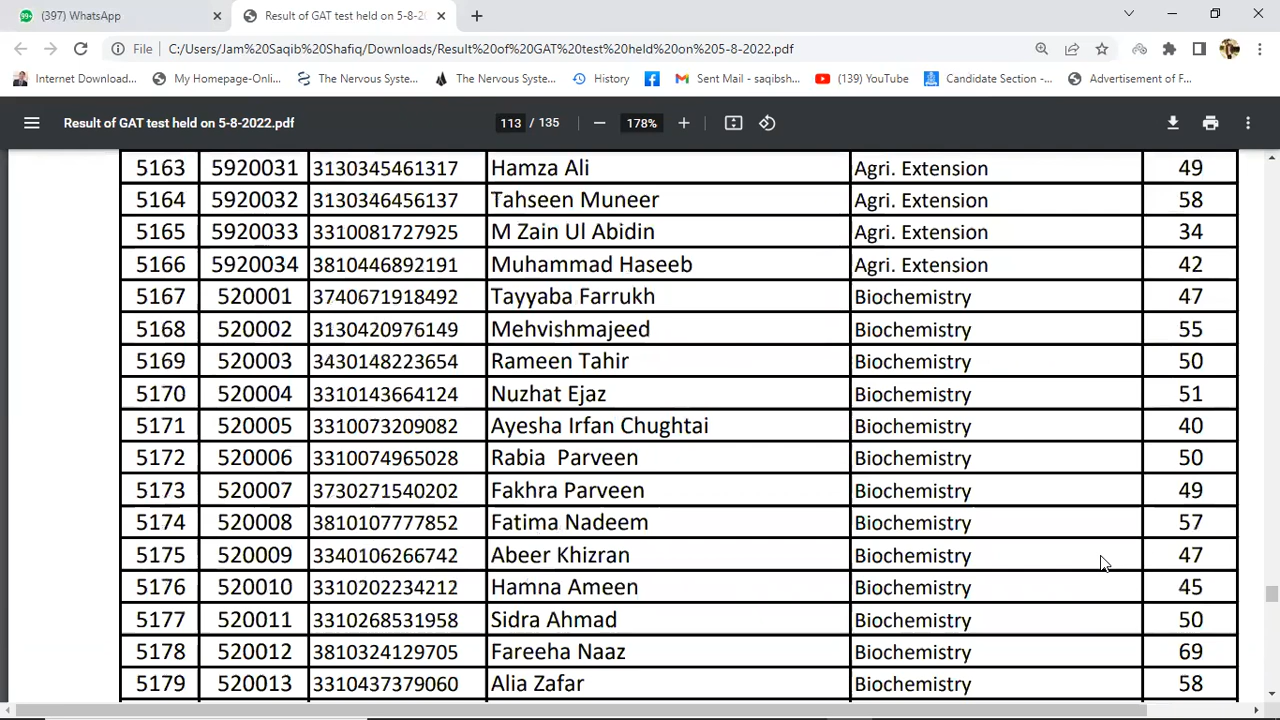 99+ (397) WhatsApp
Result of GAT test held on 5-8-20
File C:/Users/Jam%20Saqib%20Shafiq/Downloads/Result%20of%20GAT%20test%20held%20on%205-8-2022.pdf
Internet Download... My Homepage-Onli... The Nervous Syste... The Nervous Syste... History Sent Mail - saqibsh... (139) YouTube Candidate Section -... Advertisement of F...
Result of GAT test held on 5-8-2022.pdf 113 / 135 178%
5163 5920031 3130345461317 Hamza Ali Agri. Extension 49
5164 5920032 3130346456137 Tahseen Muneer Agri. Extension 58
5165 5920033 3310081727925 M Zain Ul Abidin Agri. Extension 34
5166 5920034 3810446892191 Muhammad Haseeb Agri. Extension 42
5167 520001 3740671918492 Tayyaba Farrukh Biochemistry 47
5168 520002 3130420976149 Mehvishmajeed Biochemistry 55
5169 520003 3430148223654 Rameen Tahir Biochemistry 50
5170 520004 3310143664124 Nuzhat Ejaz Biochemistry 51
5171 520005 3310073209082 Ayesha Irfan Chughtai Biochemistry 40
5172 520006 3310074965028 Rabia  Parveen Biochemistry 50
5173 520007 3730271540202 Fakhra Parveen Biochemistry 49
5174 520008 3810107777852 Fatima Nadeem Biochemistry 57
5175 520009 3340106266742 Abeer Khizran Biochemistry 47
5176 520010 3310202234212 Hamna Ameen Biochemistry 45
5177 520011 3310268531958 Sidra Ahmad Biochemistry 50
5178 520012 3810324129705 Fareeha Naaz Biochemistry 69
5179 520013 3310437379060 Alia Zafar Biochemistry 58